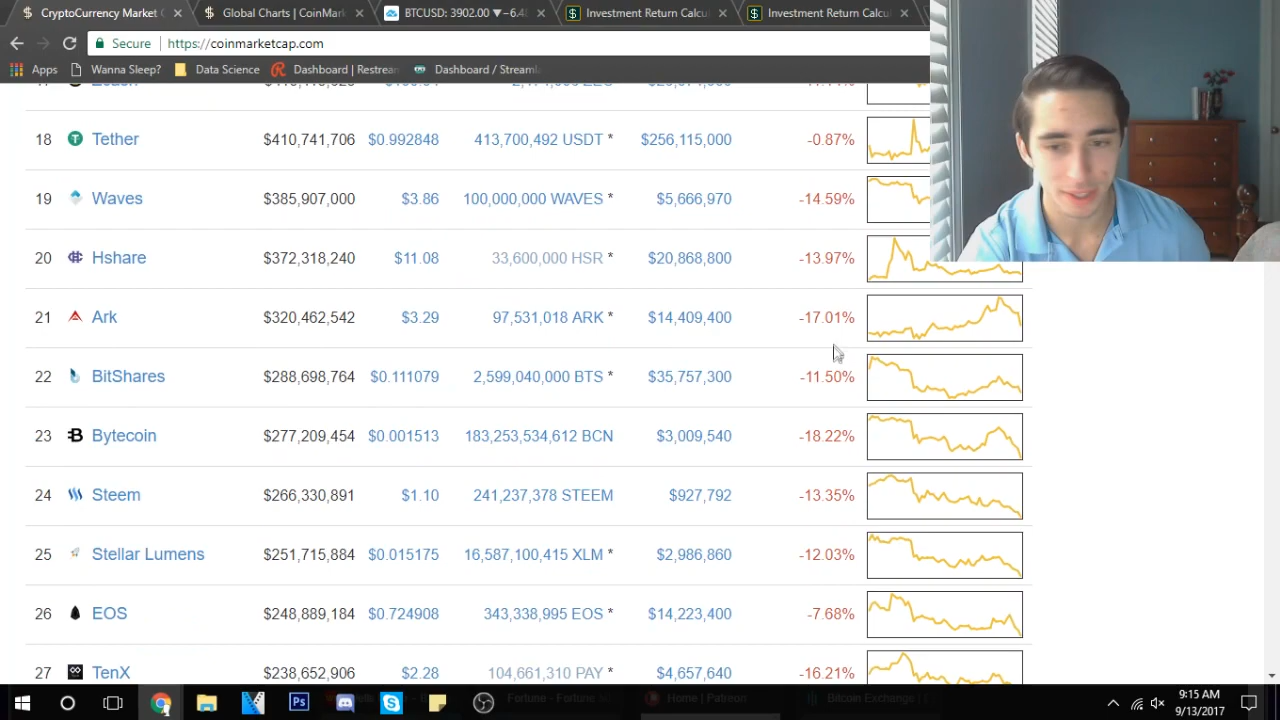 CryptoCurrency Market C
Global Charts | CoinMark
BTCUSD: 3902.00 ▼−6.48
Investment Return Calcu
Investment Return Calcu
Secure
https://coinmarketcap.com
Apps
Wanna Sleep?
Data Science
Dashboard | Restrea
Dashboard / Streaml
18 Tether $410,741,706 $0.992848 413,700,492 USDT * $256,115,000 -0.87%
19 Waves $385,907,000 $3.86 100,000,000 WAVES * $5,666,970 -14.59%
20 Hshare $372,318,240 $11.08 33,600,000 HSR * $20,868,800 -13.97%
21 Ark $320,462,542 $3.29 97,531,018 ARK * $14,409,400 -17.01%
22 BitShares $288,698,764 $0.111079 2,599,040,000 BTS * $35,757,300 -11.50%
23 Bytecoin $277,209,454 $0.001513 183,253,534,612 BCN $3,009,540 -18.22%
24 Steem $266,330,891 $1.10 241,237,378 STEEM $927,792 -13.35%
25 Stellar Lumens $251,715,884 $0.015175 16,587,100,415 XLM * $2,986,860 -12.03%
26 EOS $248,889,184 $0.724908 343,338,995 EOS * $14,223,400 -7.68%
27 TenX $238,652,906 $2.28 104,661,310 PAY * $4,657,640 -16.21%
Home | Patreon
Bitcoin Exchange |
9:15 AM
9/13/2017